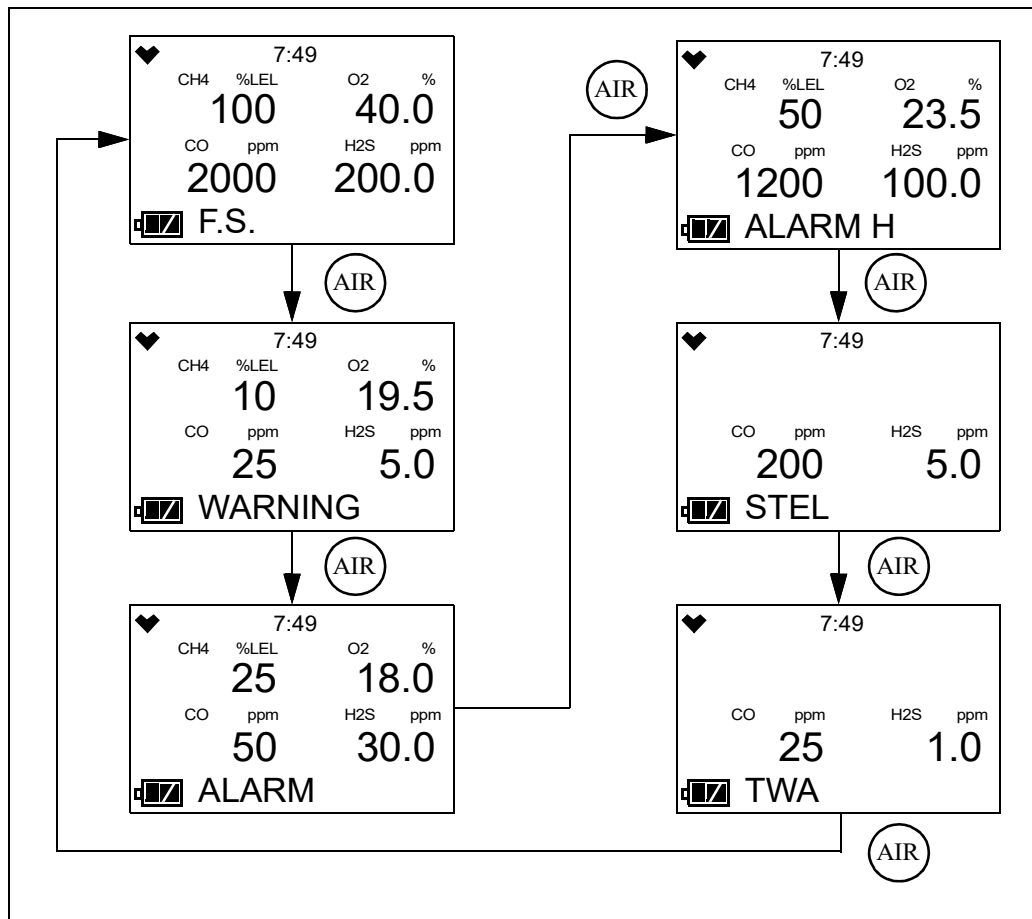 7:49
CH4 %LEL O2 %
100 40.0
CO ppm H2S ppm
2000 200.0
F.S.
AIR
7:49
CH4 %LEL O2 %
10 19.5
CO ppm H2S ppm
25 5.0
WARNING
AIR
7:49
CH4 %LEL O2 %
25 18.0
CO ppm H2S ppm
50 30.0
ALARM
AIR
7:49
CH4 %LEL O2 %
50 23.5
CO ppm H2S ppm
1200 100.0
ALARM H
AIR
7:49
CO ppm H2S ppm
200 5.0
STEL
AIR
7:49
CO ppm H2S ppm
25 1.0
TWA
AIR